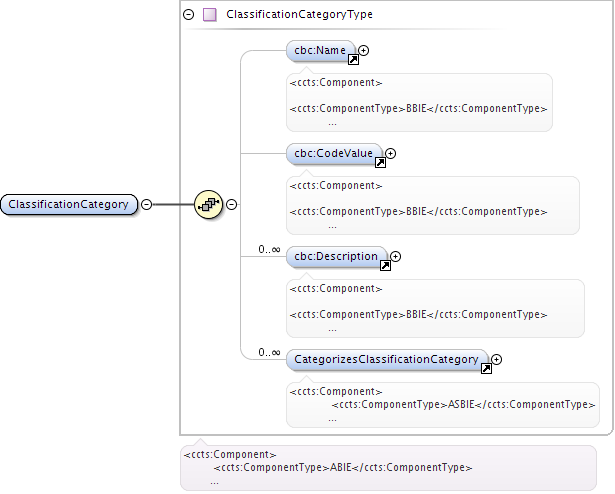 ClassificationCategoryType
cbc:Name
<ccts:Component>
<ccts:ComponentType>BBIE</ccts:ComponentType>
...
cbc:CodeValue
<ccts:Component>
<ccts:ComponentType>BBIE</ccts:ComponentType>
...
ClassificationCategory
0..∞
cbc:Description
<ccts:Component>
<ccts:ComponentType>BBIE</ccts:ComponentType>
...
0..∞
CategorizesClassificationCategory
<ccts:Component>
<ccts:ComponentType>ASBIE</ccts:ComponentType>
...
<ccts:Component>
<ccts:ComponentType>ABIE</ccts:ComponentType>
...